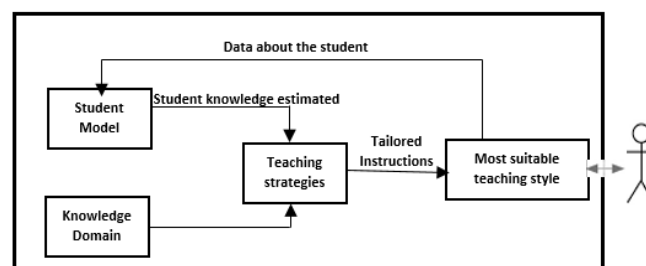 Data about the student
Student
Model
Student knowledge estimated
Teaching
strategies
Tailored
Instructions
Most suitable
teaching style
Knowledge
Domain